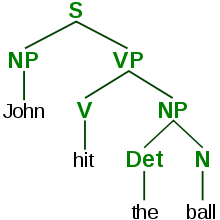 S
NP VP
John V NP
hit Det N
the ball